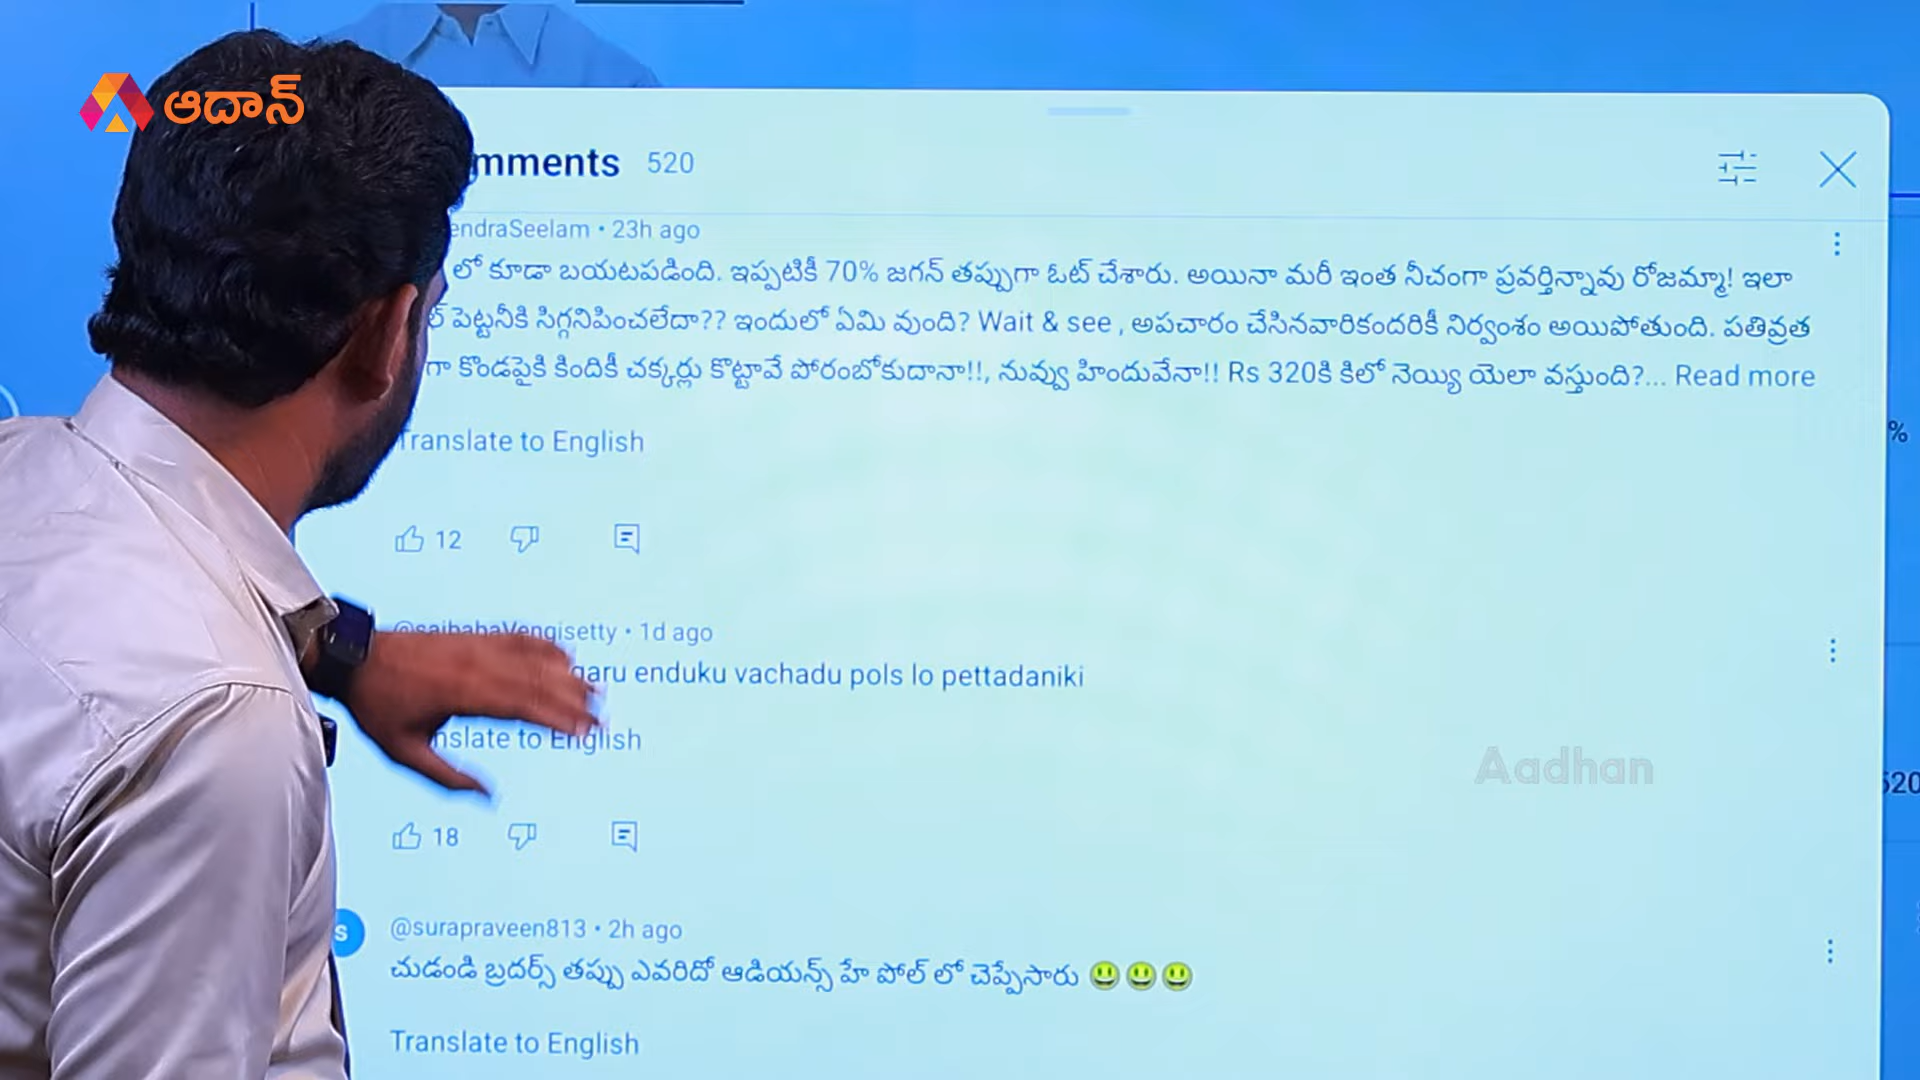 ఆదాన్
mments 520
endraSeelam • 23h ago
లో కూడా బయటపడింది. ఇప్పటికీ 70% జగన్ తప్పుగా ఓట్ చేశారు. అయినా మరీ ఇంత నీచంగా ప్రవర్తిన్నావు రోజమ్మా! ఇలా
పెట్టనీకి సిగ్గనిపించలేదా?? ఇందులో ఏమి వుంది? Wait & see , అపచారం చేసినవారికందరికీ నిర్వంశం అయిపోతుంది. పతివ్రత
గా కొండపైకి కిందికీ చక్కర్లు కొట్టావే పోరంబోకుదానా!!, నువ్వు హిందువేనా!! Rs 320కి కిలో నెయ్యి యెలా వస్తుంది?... Read more
Translate to English
12
@saibabaVengisetty • 1d ago
garu enduku vachadu pols lo pettadaniki
nslate to English
Aadhan
520
18
S @surapraveen813 • 2h ago
చుడండి బ్రదర్స్ తప్పు ఎవరిదో ఆడియన్స్ హే పోల్ లో చెప్పేసారు 😃😃😃
Translate to English
%